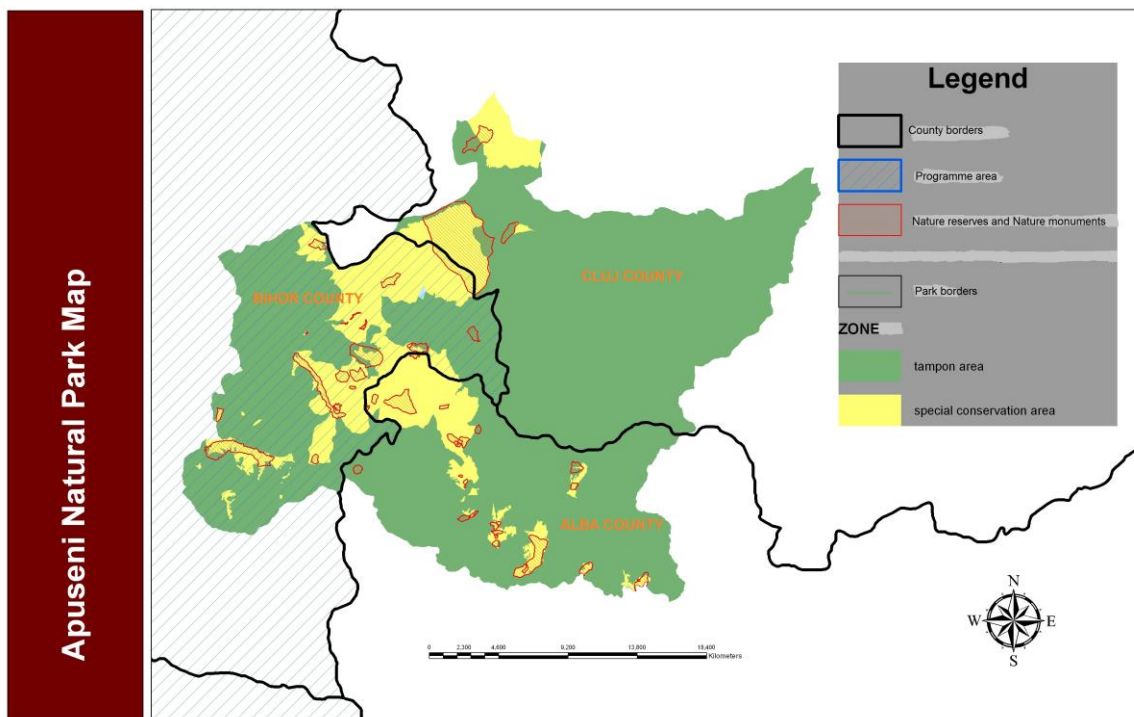 Apuseni Natural Park Map
Legend
County borders
Programme area
Nature reserves and Nature monuments
Park borders
ZONE
tampon area
special conservation area
CLUJ COUNTY
BIHOR COUNTY
ALBA COUNTY
N
W E
S
0 2,300 4,600 9,200 13,800 18,400
Kilometers